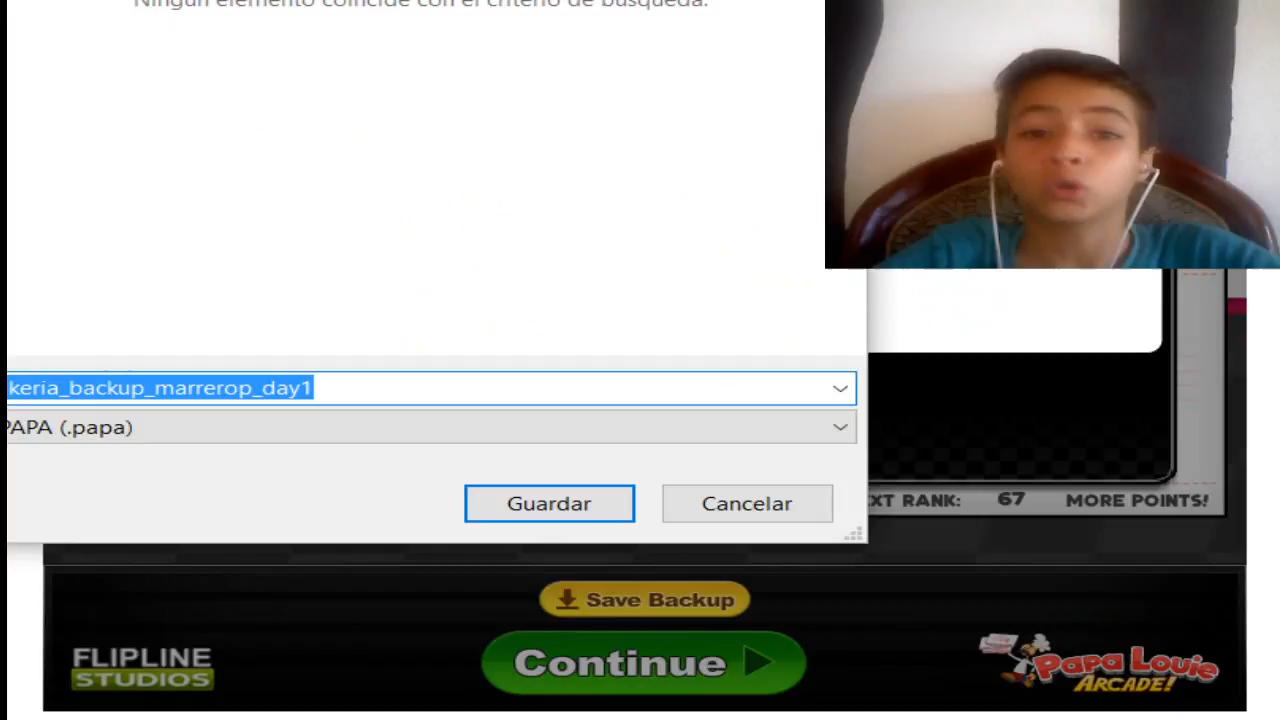 Ningún elemento coincide con el criterio de búsqueda.
keria_backup_marrerop_day1
PAPA (.papa)
Guardar
Cancelar
EXT RANK: 67 MORE POINTS!
Save Backup
FLIPLINE
STUDIOS
Continue
Papa Louie
ARCADE!